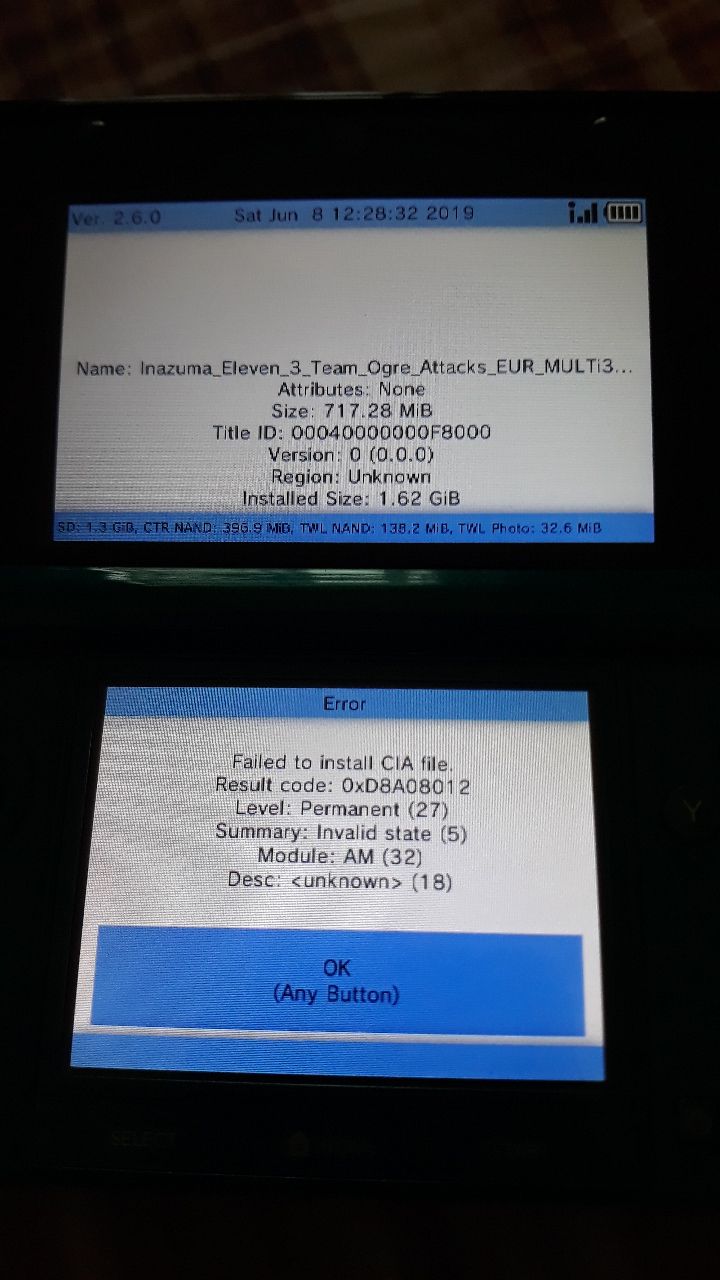 Ver. 2.6.0 Sat Jun 8 12:28:32 2019
Name: Inazuma_Eleven_3_Team_Ogre_Attacks_EUR_MULTi3...
Attributes: None
Size: 717.28 MiB
Title ID: 00040000000F8000
Version: 0 (0.0.0)
Region: Unknown
Installed Size: 1.62 GiB
SD: 1.3 GiB, CTR NAND: 396.9 MiB, TWL NAND: 138.2 MiB, TWL Photo: 32.6 MiB
Error
Failed to install CIA file.
Result code: 0xD8A08012
Level: Permanent (27)
Summary: Invalid state (5)
Module: AM (32)
Desc: <unknown> (18)
Y
OK
(Any Button)
SELECT